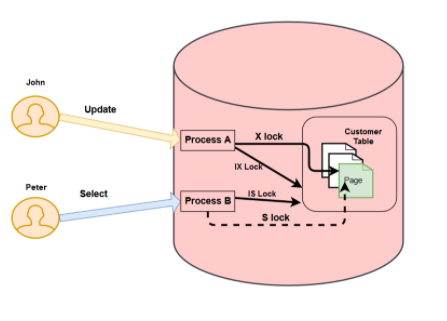 John
Update
Process A
X lock
Customer
Table
IX Lock
Page
Peter
Select
Process B
IS Lock
S lock